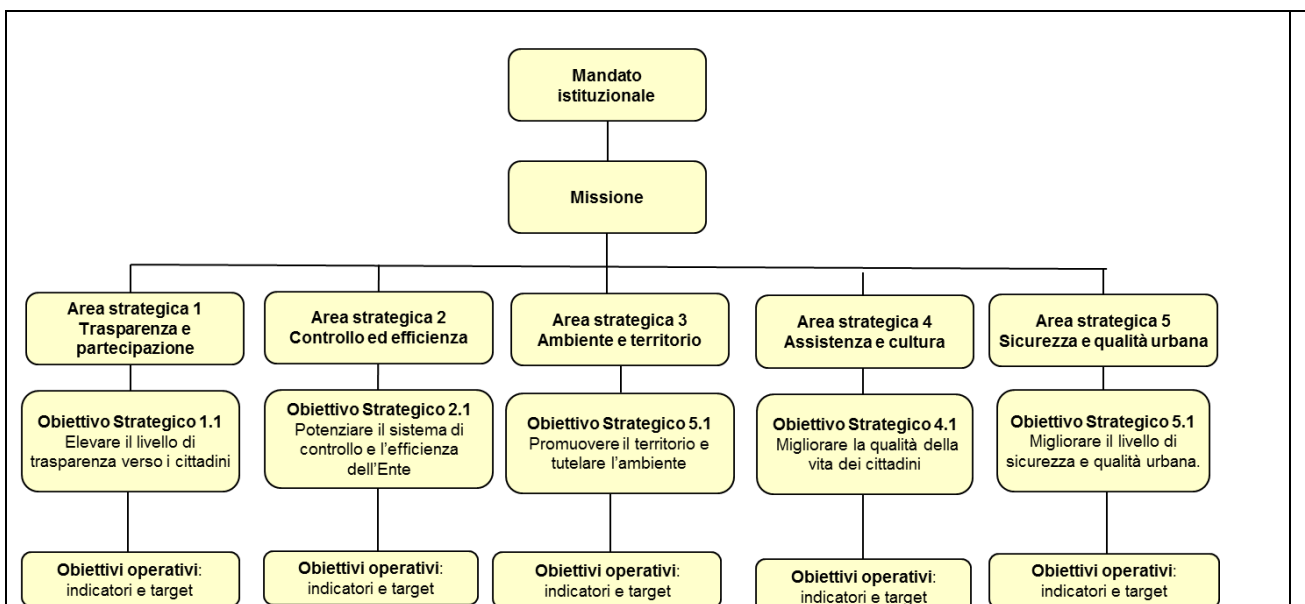 Mandato
istituzionale
Missione
Area strategica 1
Trasparenza e
partecipazione
Area strategica 2
Controllo ed efficienza
Area strategica 3
Ambiente e territorio
Area strategica 4
Assistenza e cultura
Area strategica 5
Sicurezza e qualità urbana
Obiettivo Strategico 1.1
Elevare il livello di
trasparenza verso i cittadini
Obiettivo Strategico 2.1
Potenziare il sistema di
controllo e l'efficienza
dell'Ente
Obiettivo Strategico 5.1
Promuovere il territorio e
tutelare l'ambiente
Obiettivo Strategico 4.1
Migliorare la qualità della
vita dei cittadini
Obiettivo Strategico 5.1
Migliorare il livello di
sicurezza e qualità urbana.
Obiettivi operativi:
indicatori e target
Obiettivi operativi:
indicatori e target
Obiettivi operativi:
indicatori e target
Obiettivi operativi:
indicatori e target
Obiettivi operativi:
indicatori e target